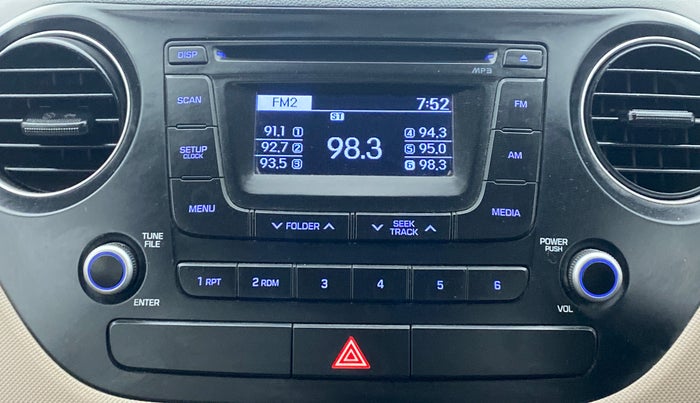 DISP
MP3
SCAN
FM2 7:52
FM
ST
91.1 1 4 94.3
92.7 2 98.3 5 95.0
93.5 3 6 98.3
SETUP
CLOCK
AM
MENU
MEDIA
FOLDER
SEEK
TRACK
TUNE
FILE
POWER
PUSH
1 RPT 2 RDM 3 4 5 6
ENTER
VOL